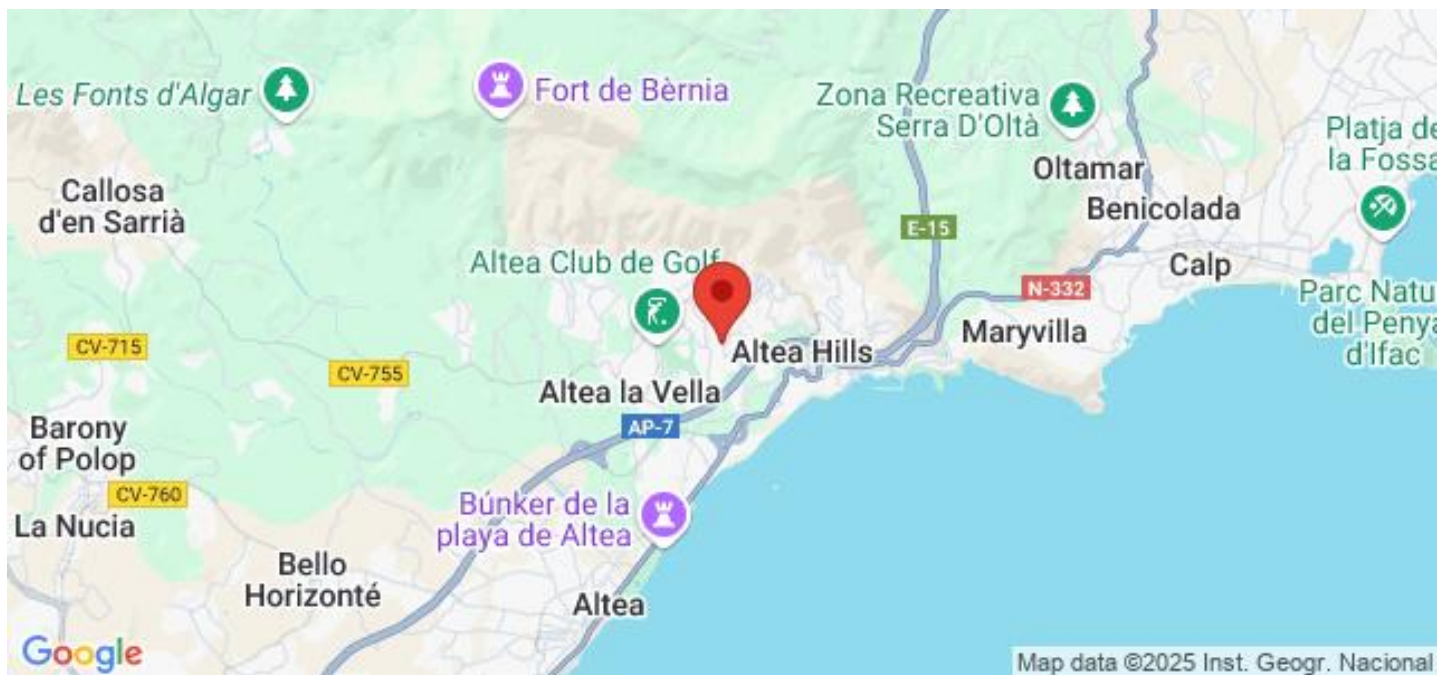 Les Fonts d'Algar
Fort de Bèrnia
Zona Recreativa
Serra D'Oltà
Platja de
la Fossa
Oltamar
Callosa
d'en Sarrià
Benicolada
E-15
Altea Club de Golf
Calp
N-332
Parc Natu
del Penya
d'Ifac
Maryvilla
CV-715
Altea Hills
CV-755
Altea la Vella
AP-7
Barony
of Polop
CV-760
La Nucia
Búnker de la
playa de Altea
Bello
Horizonté
Altea
Google
Map data ©2025 Inst. Geogr. Nacional